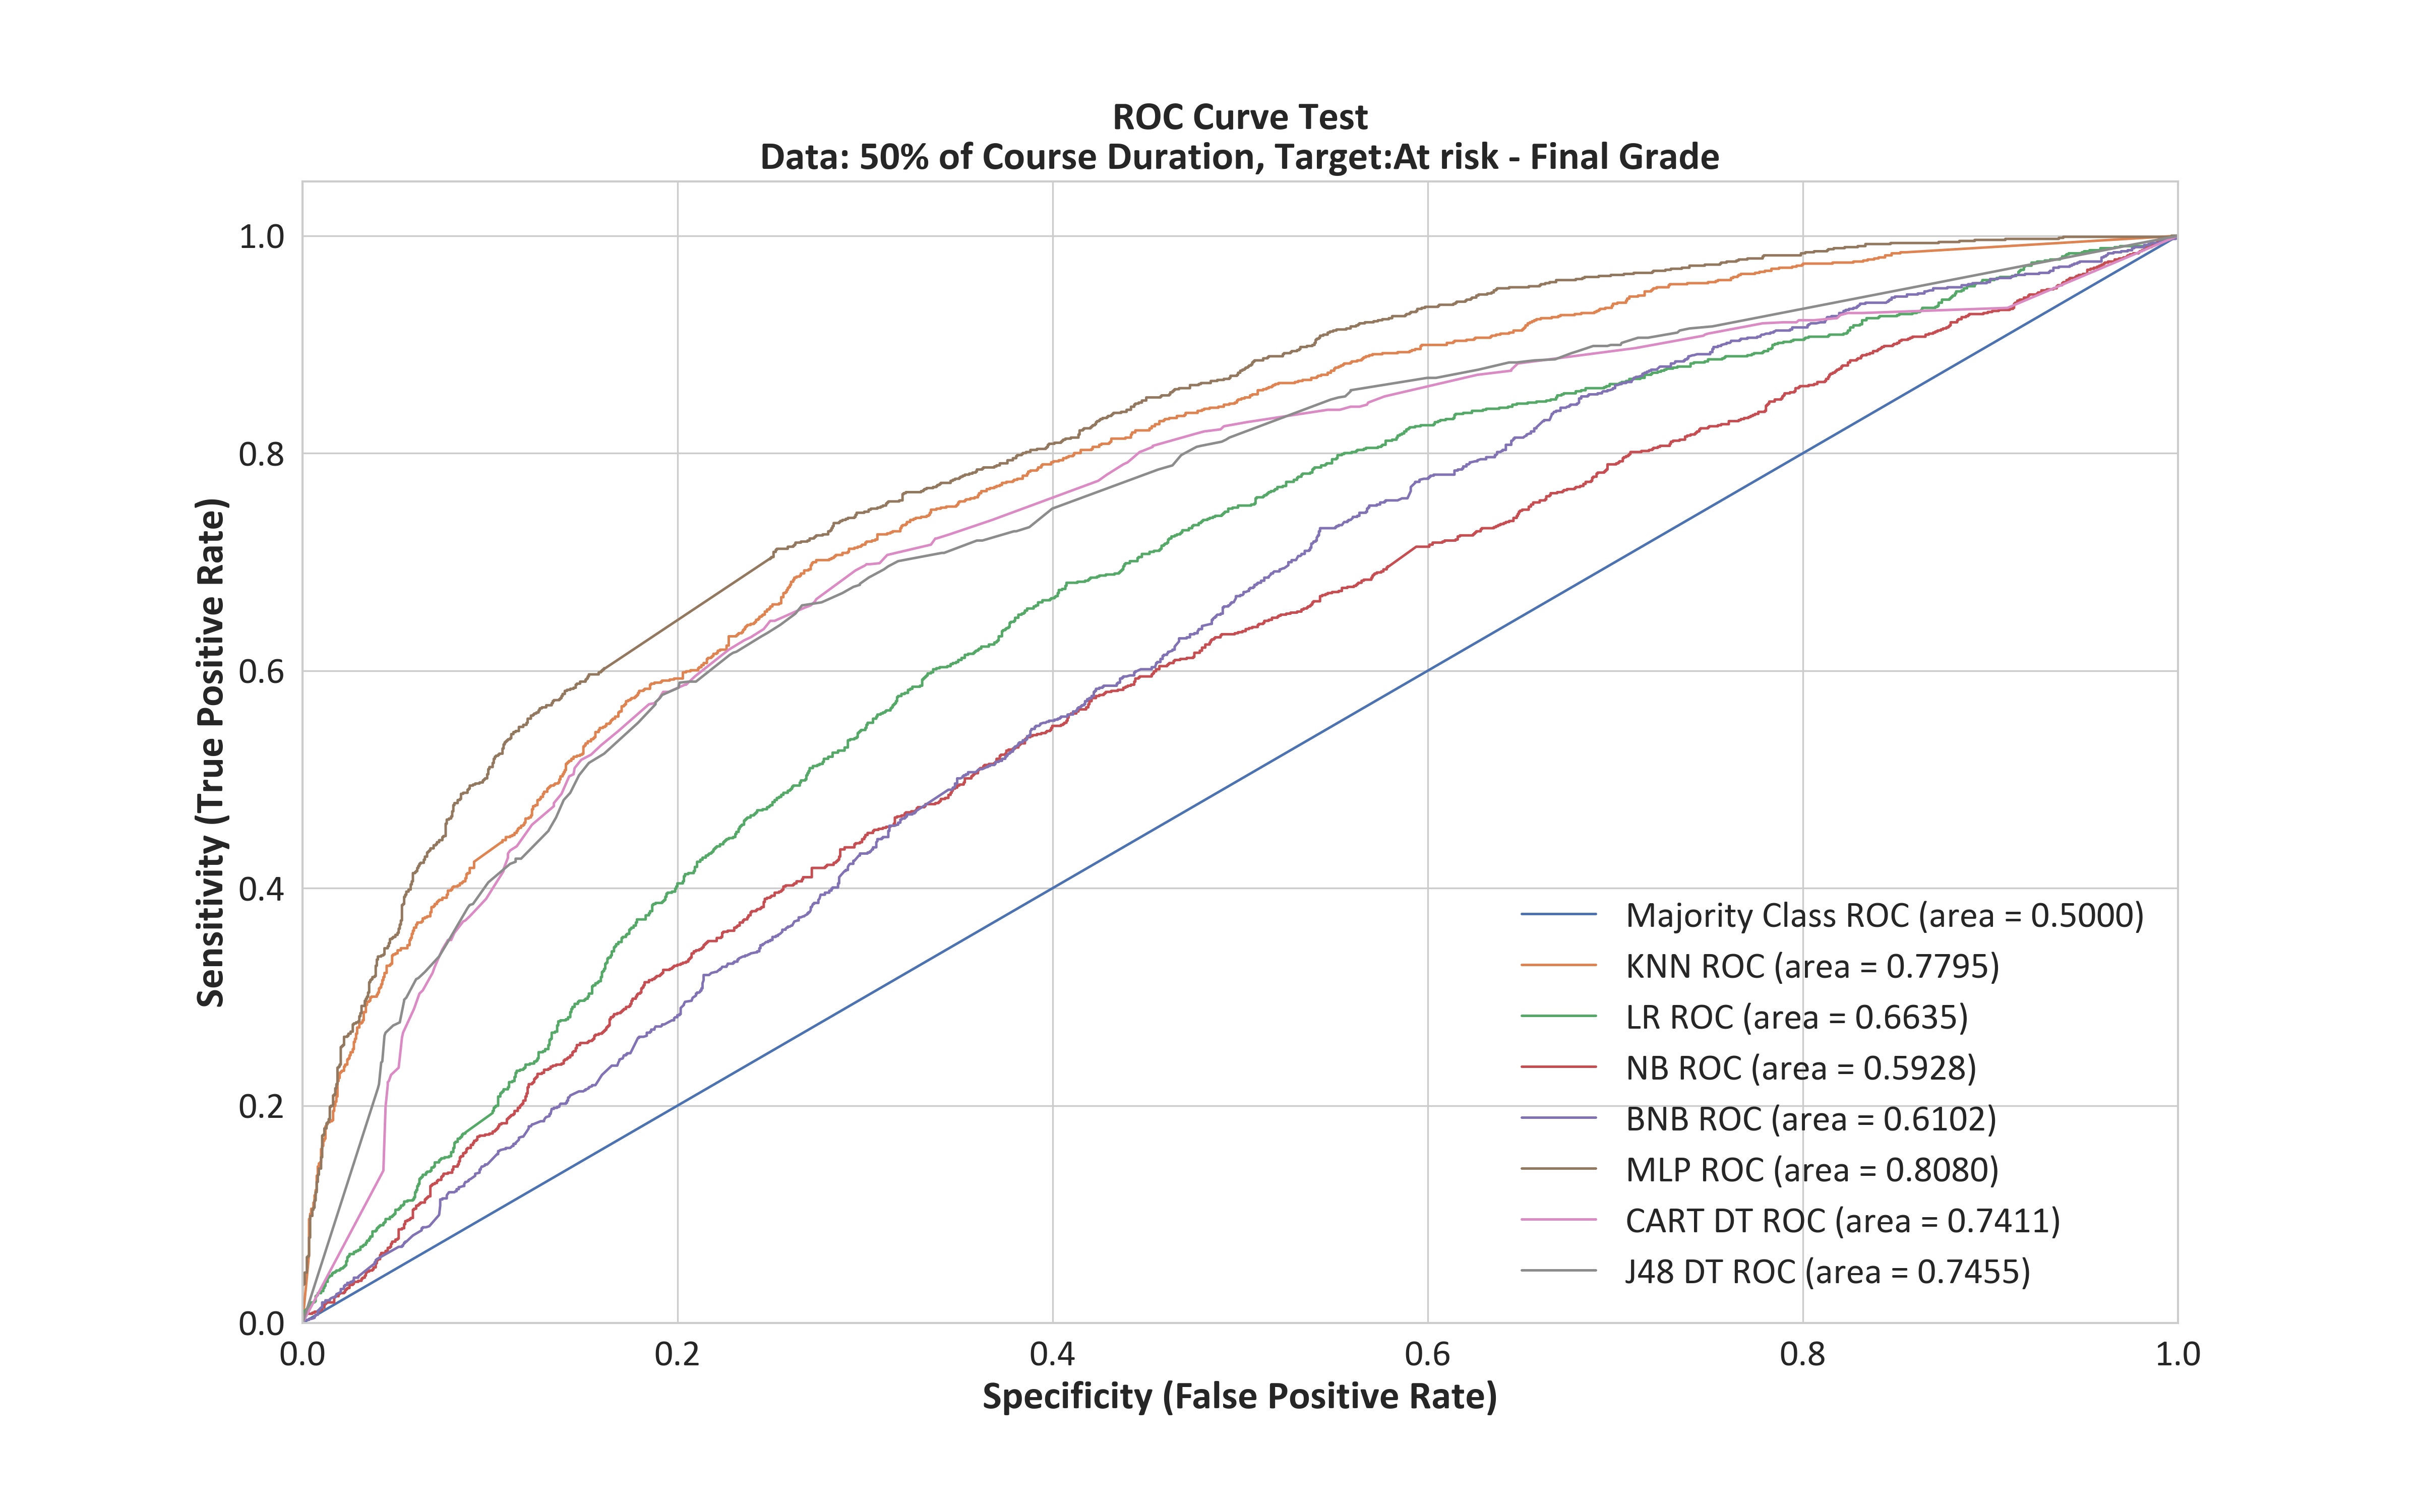 ROC Curve Test
Data: 50% of Course Duration, Target:At risk - Final Grade
Sensitivity (True Positive Rate)
1.0
0.8
0.6
0.4
0.2
0.0
Majority Class ROC (area = 0.5000)
KNN ROC (area = 0.7795)
LR ROC (area = 0.6635)
NB ROC (area = 0.5928)
BNB ROC (area = 0.6102)
MLP ROC (area = 0.8080)
CART DT ROC (area = 0.7411)
J48 DT ROC (area = 0.7455)
0.0 0.2 0.4 0.6 0.8 1.0
Specificity (False Positive Rate)